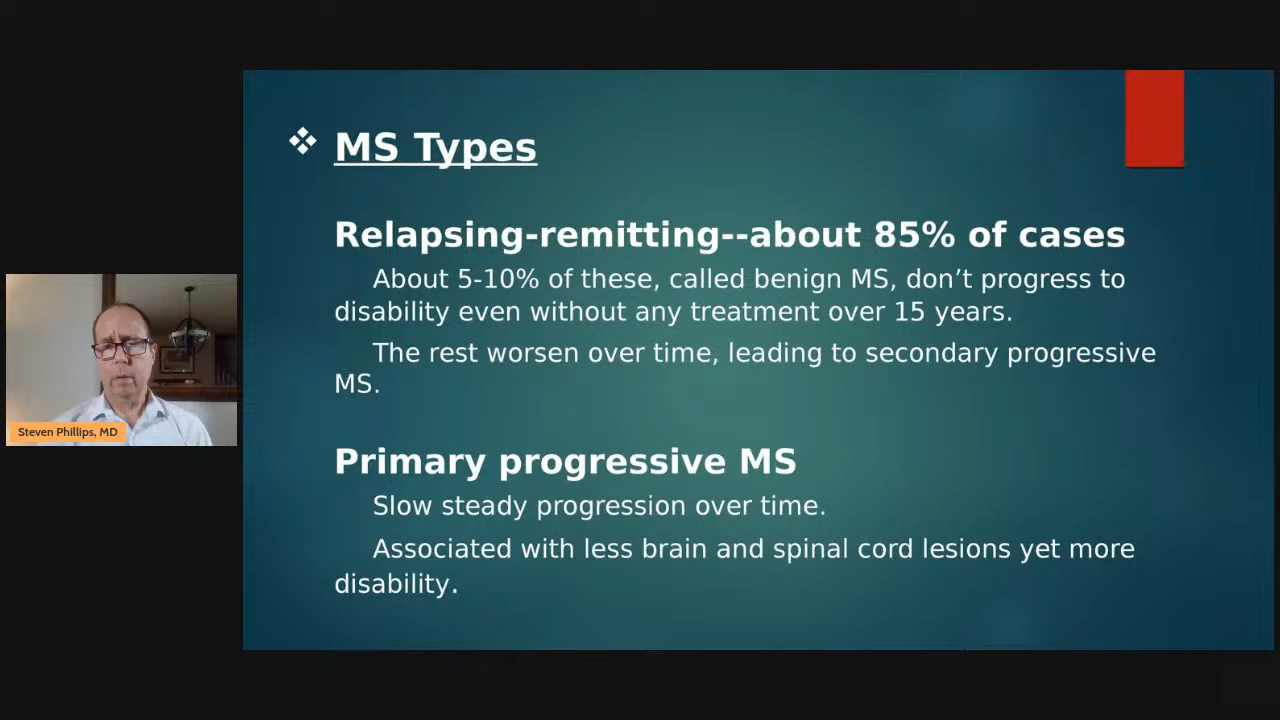 MS Types
Relapsing-remitting--about 85% of cases
About 5-10% of these, called benign MS, don’t progress to
disability even without any treatment over 15 years.
The rest worsen over time, leading to secondary progressive
MS.
Primary progressive MS
Slow steady progression over time.
Associated with less brain and spinal cord lesions yet more
disability.
Steven Phillips, MD